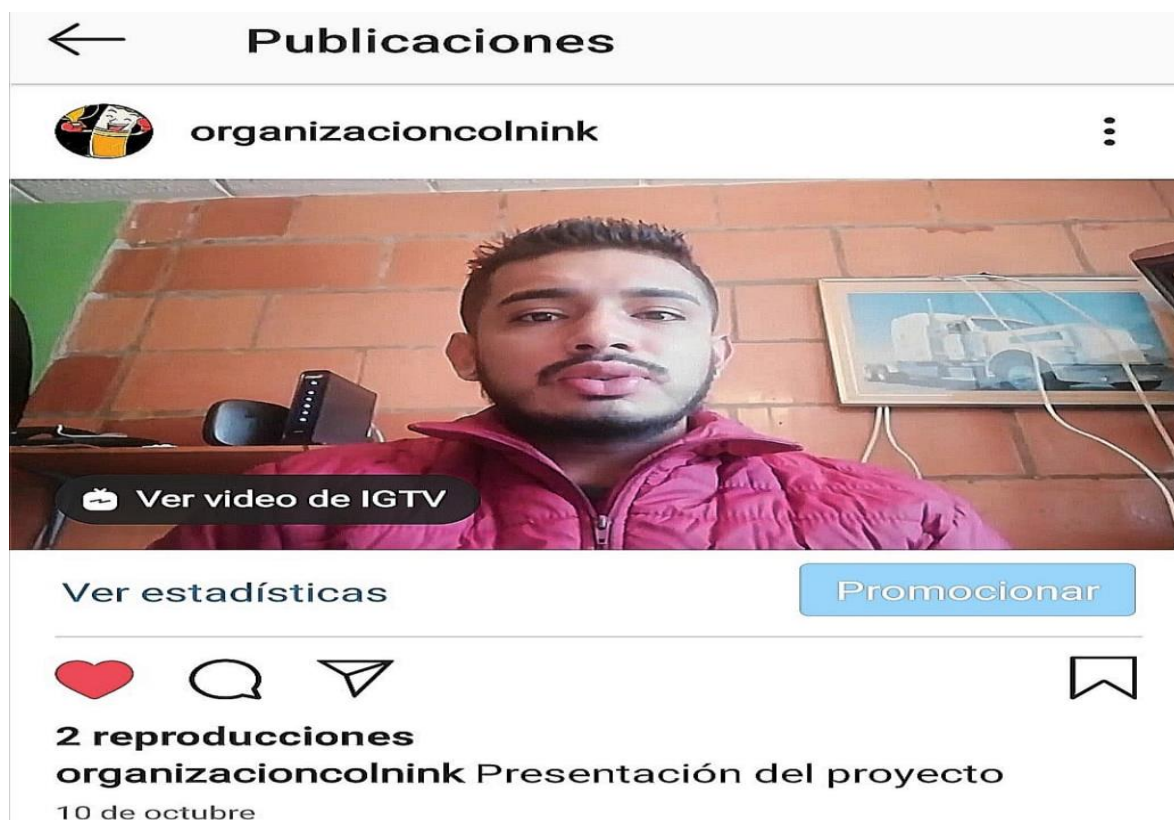 Publicaciones
organizacioncolnink
Ver video de IGTV
Ver estadísticas
Promocionar
2 reproducciones
organizacioncolnink Presentación del proyecto
10 de octubre